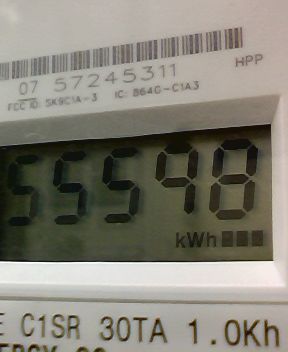 HPP
07 57245311
FCC ID: SK9C1A-3 IC: 864G-C1A3
55598
kWh
E C1SR 30TA 1.0Kh